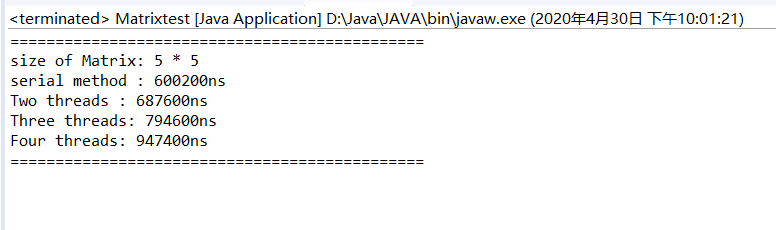 <terminated> Matrixtest [Java Application] D:\Java\JAVA\bin\javaw.exe (2020年4月30日 下午10:01:21)
==============================================
size of Matrix: 5 * 5
serial method : 600200ns
Two threads : 687600ns
Three threads: 794600ns
Four threads: 947400ns
==============================================